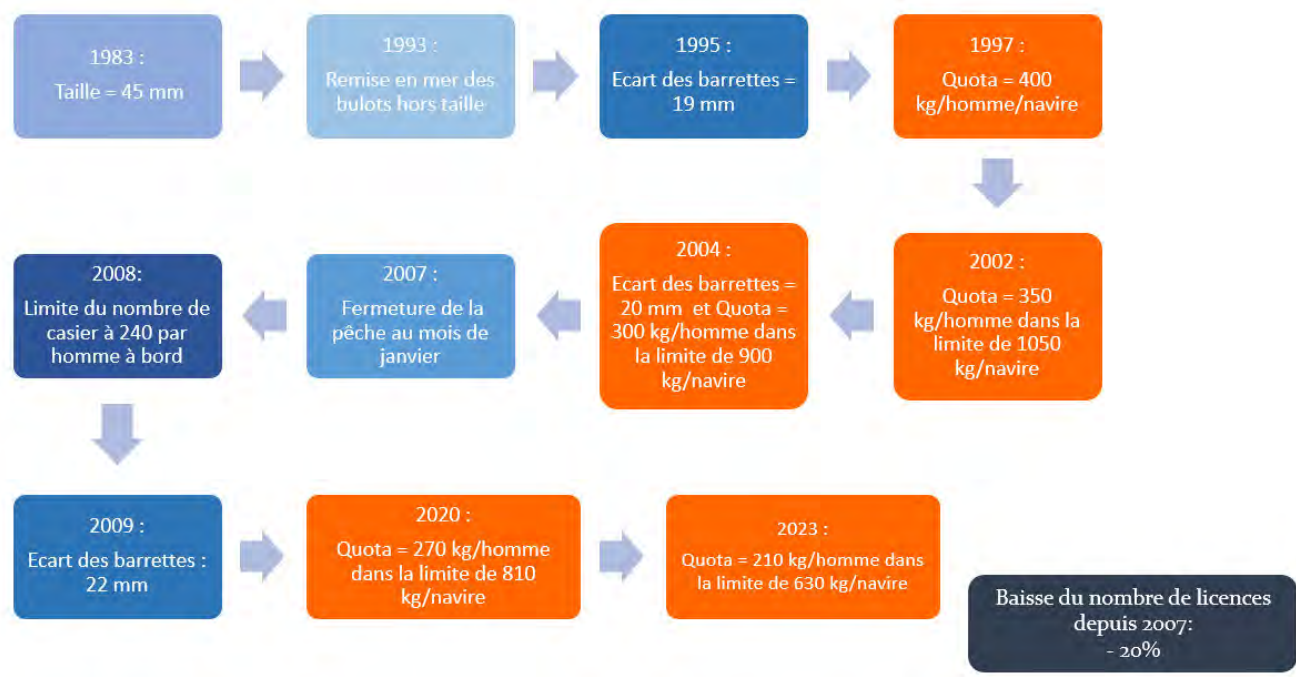 1983 :
Taille = 45 mm
1993 :
Remise en mer des
bulots hors taille
1995 :
Ecart des barrettes =
19 mm
1997 :
Quota = 400
kg/homme/navire
2002 :
Quota = 350
kg/homme dans la
limite de 1050
kg/navire
2004 :
Ecart des barrettes =
20 mm et Quota =
300 kg/homme dans
la limite de 900
kg/navire
2007 :
Fermeture de la
pêche au mois de
janvier
2008:
Limite du nombre de
casier à 240 par
homme à bord
2009 :
Ecart des barrettes :
22 mm
2020 :
Quota = 270 kg/homme
dans la limite de 810
kg/navire
2023 :
Quota = 210 kg/homme dans
la limite de 630 kg/navire
Baisse du nombre de licences
depuis 2007:
- 20%